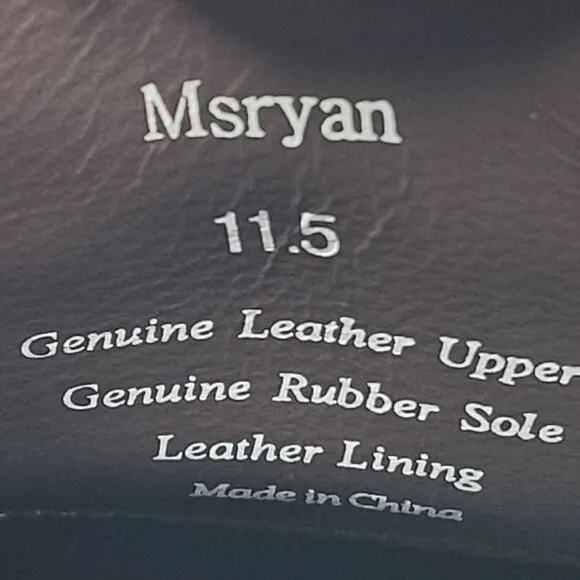 Msryan
11.5
Genuine Leather Upper
Genuine Rubber Sole
Leather Lining
Made in China